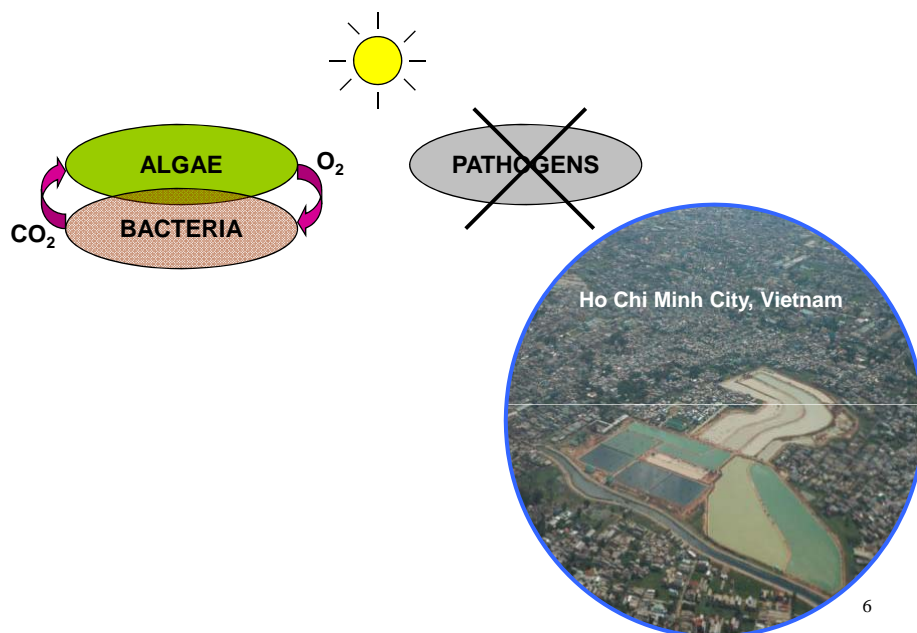 ALGAE
O₂
CO₂
BACTERIA
PATHOGENS
Ho Chi Minh City, Vietnam
6